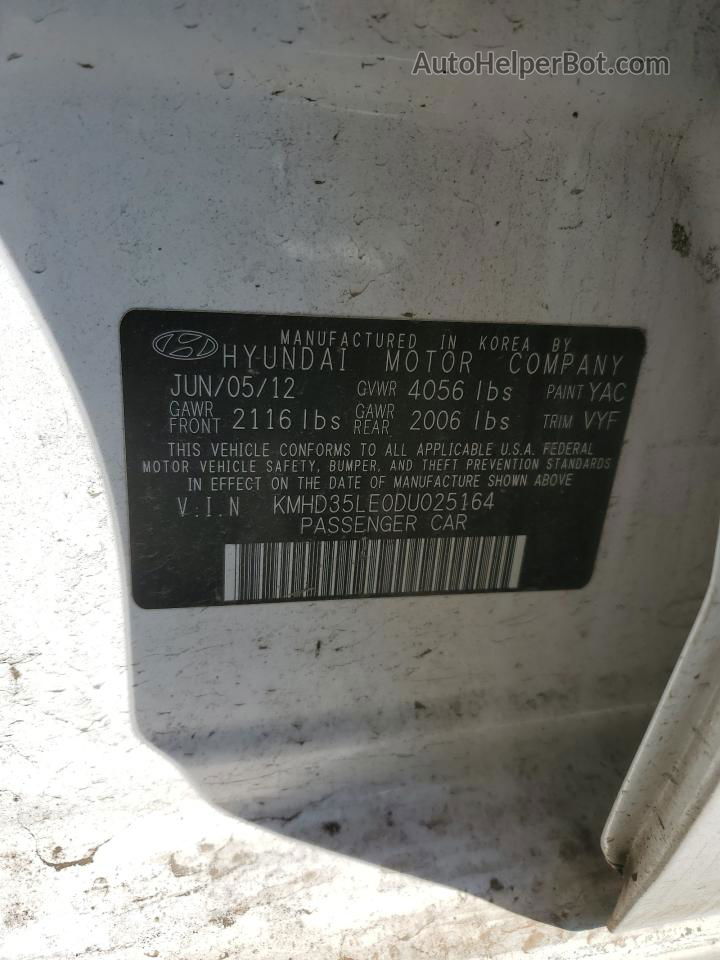 AutoHelperBot.com
MANUFACTURED IN KOREA BY
HYUNDAI MOTOR COMPANY
JUN/05/12 GVWR 4056 lbs PAINT YAC
GAWR FRONT 2116 lbs GAWR REAR 2006 lbs TRIM VYF
THIS VEHICLE CONFORMS TO ALL APPLICABLE U.S.A. FEDERAL
MOTOR VEHICLE SAFETY, BUMPER, AND THEFT PREVENTION STANDARDS
IN EFFECT ON THE DATE OF MANUFACTURE SHOWN ABOVE
V.I.N KMHD35LE0DU025164
PASSENGER CAR